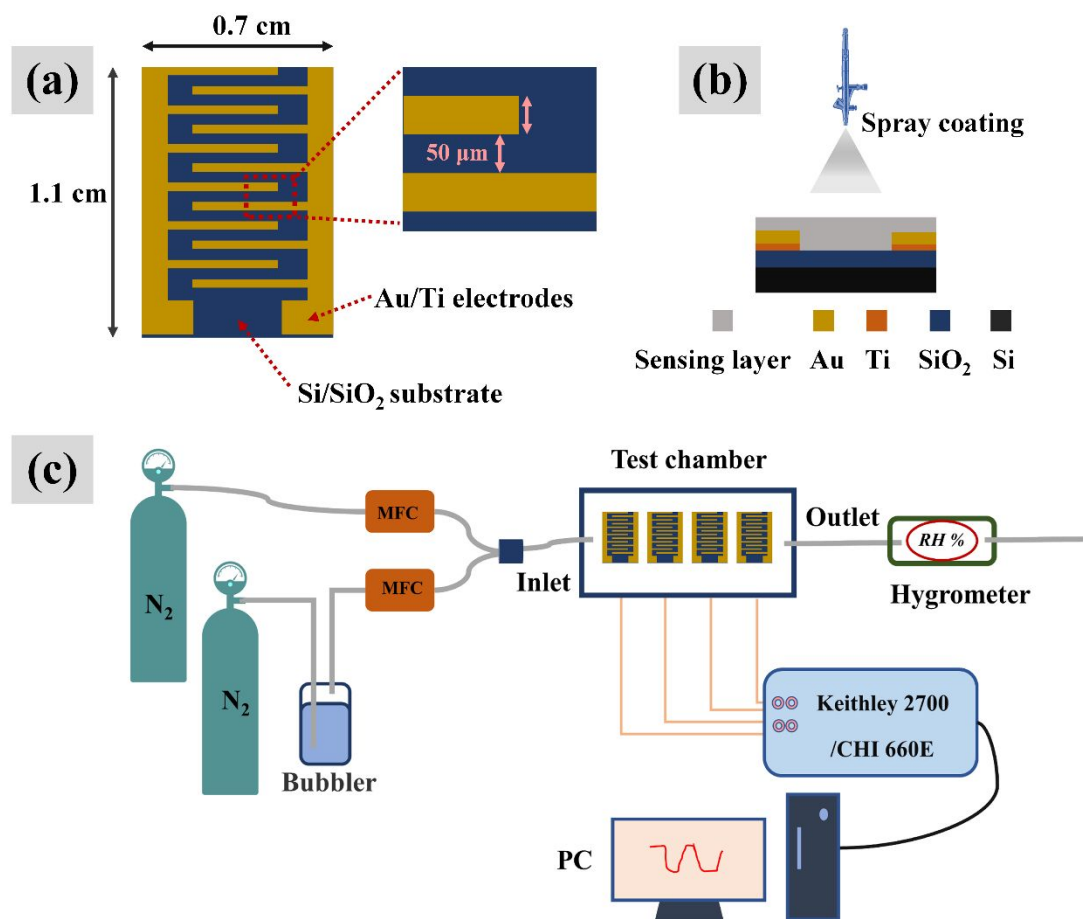 (a)
0.7 cm
1.1 cm
50 µm
Au/Ti electrodes
Si/SiO₂ substrate
(b)
Spray coating
Sensing layer Au Ti SiO₂ Si
(c)
N₂
N₂
Bubbler
MFC
MFC
Inlet
Test chamber
Outlet
RH %
Hygrometer
Keithley 2700
/CHI 660E
PC